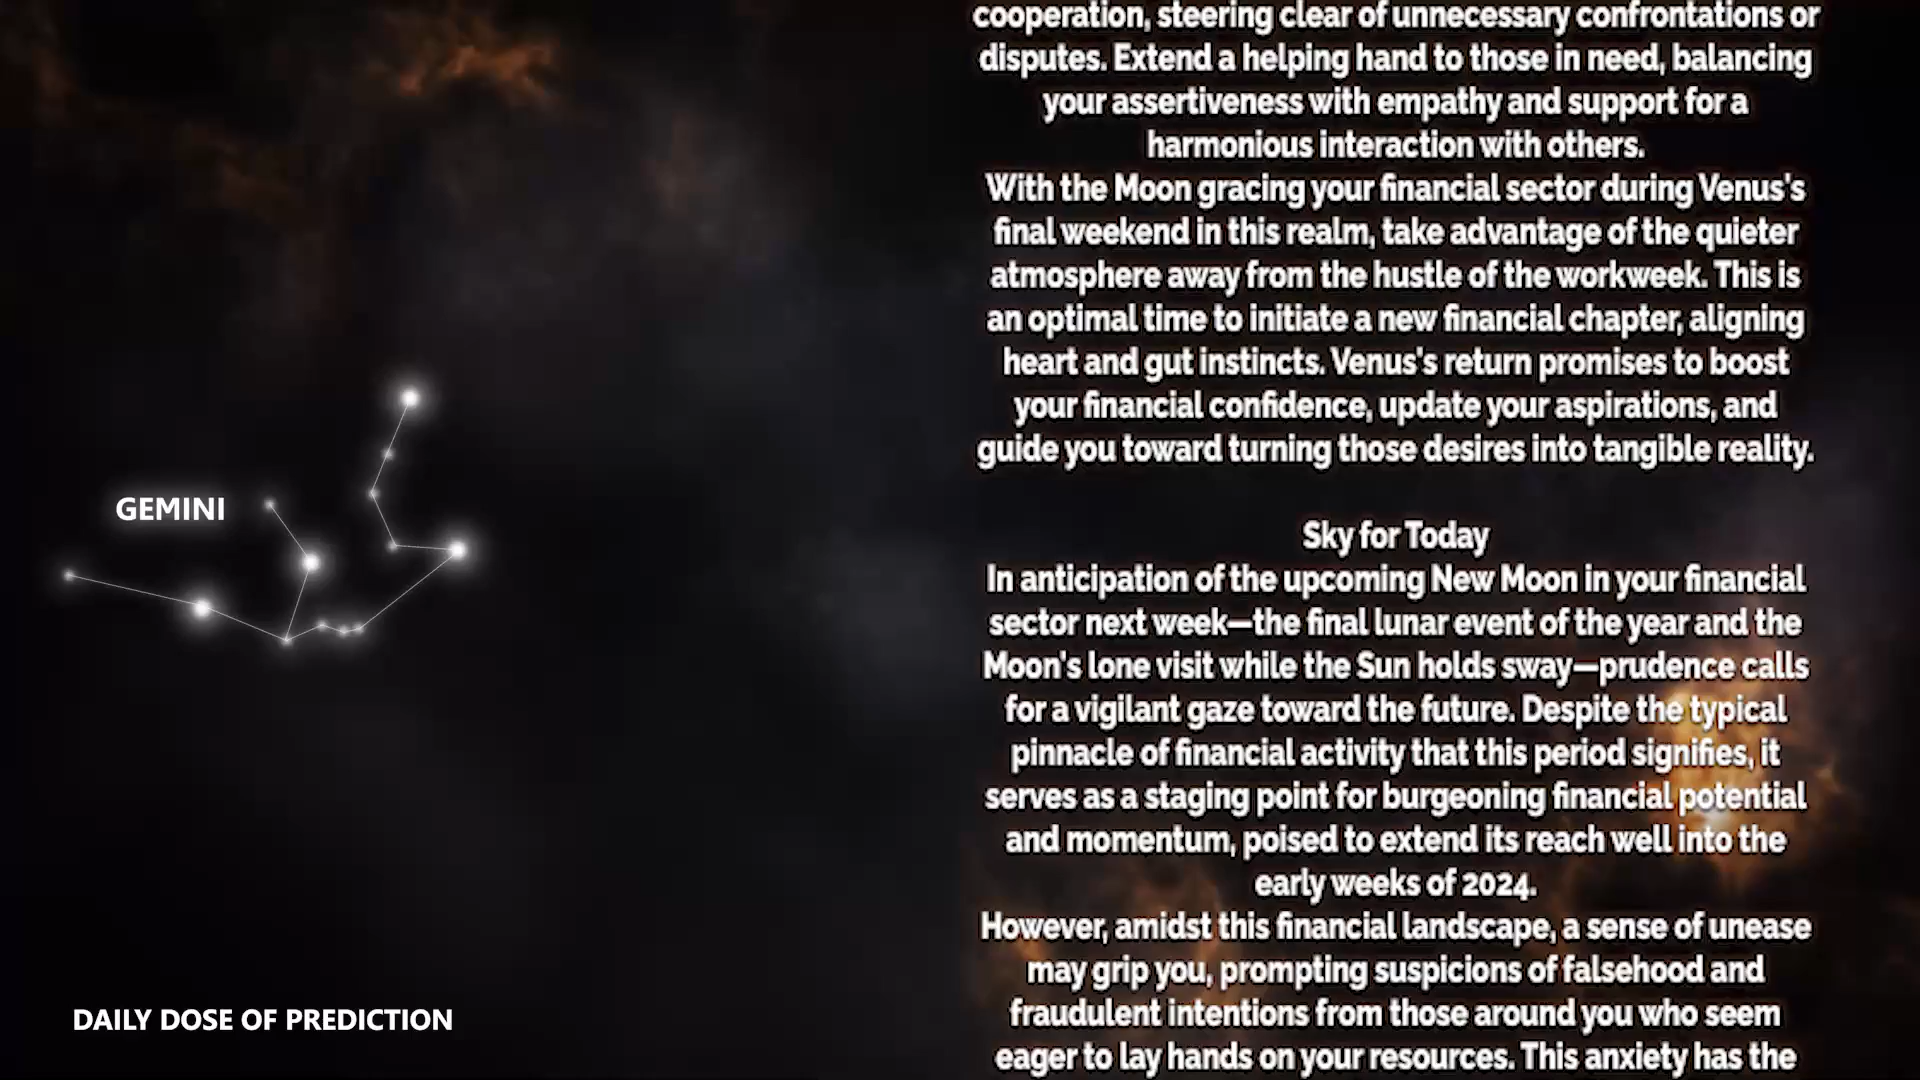 GEMINI
DAILY DOSE OF PREDICTION
cooperation, steering clear of unnecessary confrontations or
disputes. Extend a helping hand to those in need, balancing
your assertiveness with empathy and support for a
harmonious interaction with others.
With the Moon gracing your financial sector during Venus's
final weekend in this realm, take advantage of the quieter
atmosphere away from the hustle of the workweek. This is
an optimal time to initiate a new financial chapter, aligning
heart and gut instincts. Venus's return promises to boost
your financial confidence, update your aspirations, and
guide you toward turning those desires into tangible reality.
Sky for Today
In anticipation of the upcoming New Moon in your financial
sector next week—the final lunar event of the year and the
Moon's lone visit while the Sun holds sway—prudence calls
for a vigilant gaze toward the future. Despite the typical
pinnacle of financial activity that this period signifies, it
serves as a staging point for burgeoning financial potential
and momentum, poised to extend its reach well into the
early weeks of 2024.
However, amidst this financial landscape, a sense of unease
may grip you, prompting suspicions of falsehood and
fraudulent intentions from those around you who seem
eager to lay hands on your resources. This anxiety has the